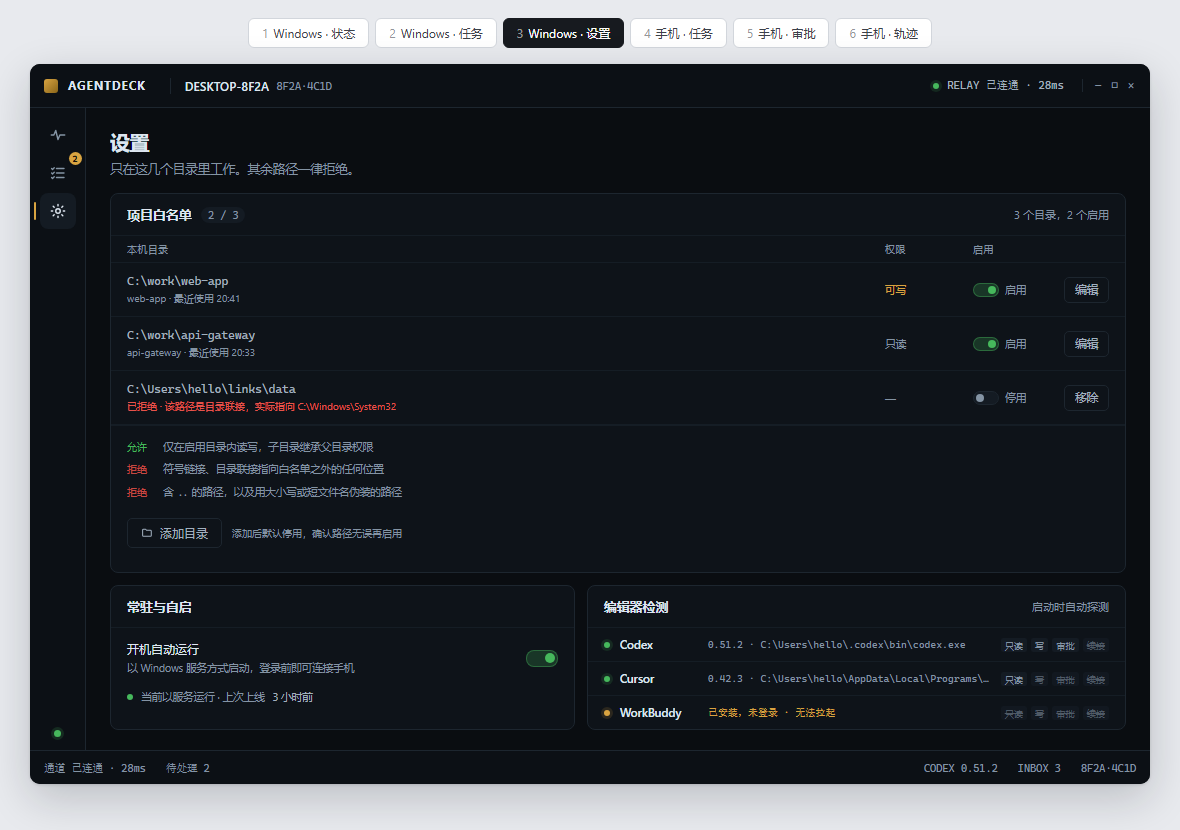 1 Windows · 状态
2 Windows · 任务
3 Windows · 设置
4 手机 · 任务
5 手机 · 审批
6 手机 · 轨迹
AGENTDECK
DESKTOP-8F2A 8F2A·4C1D
RELAY 已连通 · 28ms
2
设置
只在这几个目录里工作。其余路径一律拒绝。
项目白名单 2 / 3
3 个目录，2 个启用
本机目录 权限 启用
C:\work\web-app
web-app · 最近使用 20:41
可写 启用 编辑
C:\work\api-gateway
api-gateway · 最近使用 20:33
只读 启用 编辑
C:\Users\hello\links\data
已拒绝 · 该路径是目录联接，实际指向 C:\Windows\System32
— 停用 移除
允许 仅在启用目录内读写，子目录继承父目录权限
拒绝 符号链接、目录联接指向白名单之外的任何位置
拒绝 含 .. 的路径，以及用大小写或短文件名伪装的路径
添加目录 添加后默认停用，确认路径无误再启用
常驻与自启
开机自动运行
以 Windows 服务方式启动，登录前即可连接手机
当前以服务运行 · 上次上线 3 小时前
编辑器检测 启动时自动探测
Codex 0.51.2 · C:\Users\hello\.codex\bin\codex.exe 只读 写 审批 续接
Cursor 0.42.3 · C:\Users\hello\AppData\Local\Programs\… 只读 写 审批 续接
WorkBuddy 已安装，未登录 · 无法拉起 只读 写 审批 续接
通道 已连通 · 28ms 待处理 2
CODEX 0.51.2 INBOX 3 8F2A·4C1D